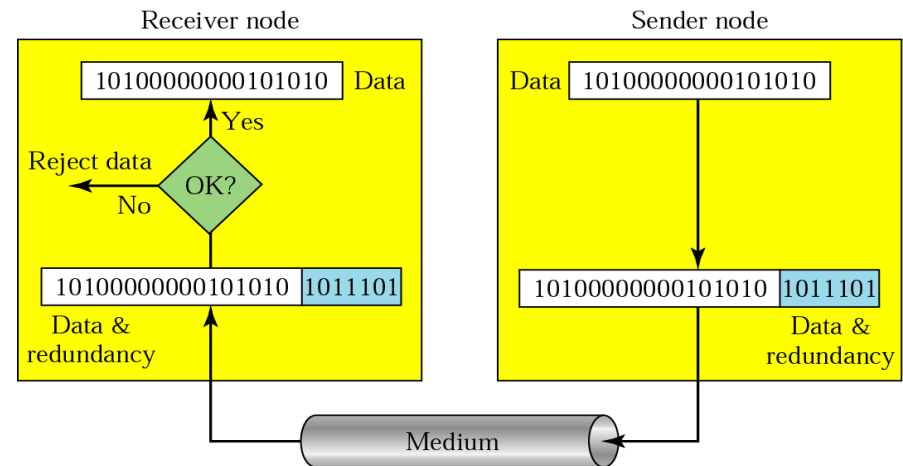 Receiver node
10100000000101010 Data
Yes
Reject data
OK?
No
10100000000101010 1011101
Data &
redundancy
Sender node
Data 10100000000101010
10100000000101010 1011101
Data &
redundancy
Medium